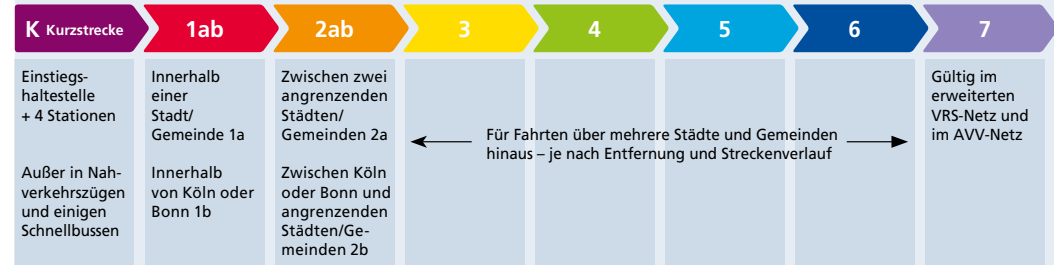 K Kurzstrecke
1ab
2ab
3
4
5
6
7
Einstiegs-
haltestelle
+ 4 Stationen
Außer in Nah-
verkehrszügen
und einigen
Schnellbussen
Innerhalb
einer
Stadt/
Gemeinde 1a
Innerhalb
von Köln oder
Bonn 1b
Zwischen zwei
angrenzenden
Städten/
Gemeinden 2a
Zwischen Köln
oder Bonn und
angrenzenden
Städten/Ge-
meinden 2b
Für Fahrten über mehrere Städte und Gemeinden
hinaus – je nach Entfernung und Streckenverlauf
Gültig im
erweiterten
VRS-Netz und
im AVV-Netz